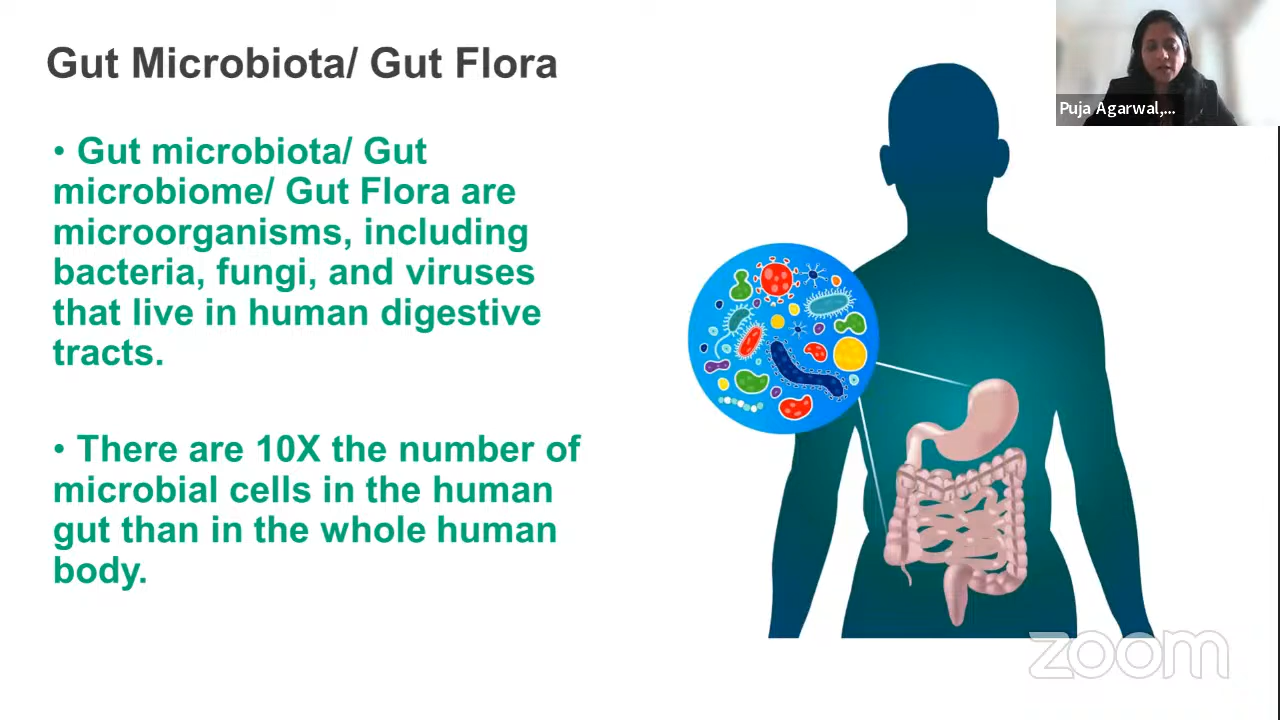 Gut Microbiota/ Gut Flora
Puja Agarwal,...
• Gut microbiota/ Gut
microbiome/ Gut Flora are
microorganisms, including
bacteria, fungi, and viruses
that live in human digestive
tracts.
• There are 10X the number of
microbial cells in the human
gut than in the whole human
body.
zoom